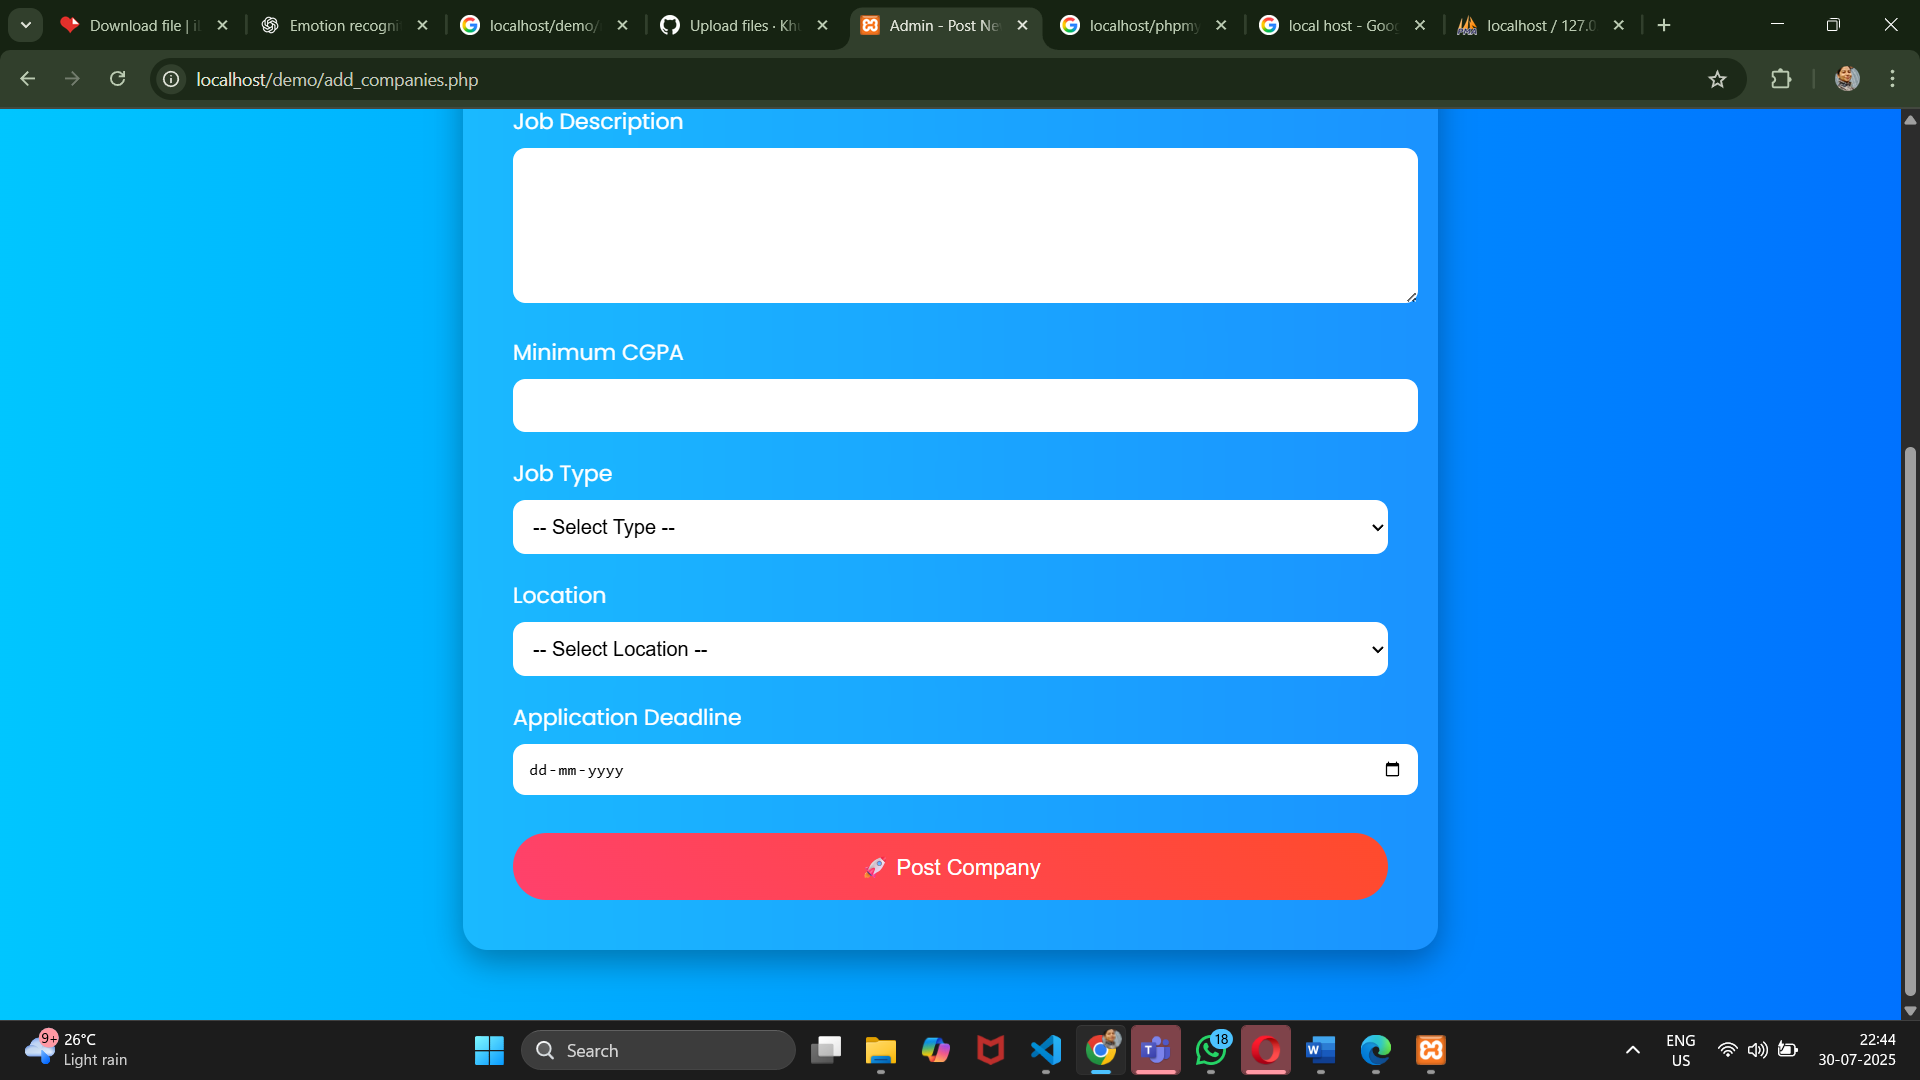 Download file | il
Emotion recogni
localhost/demo/
Upload files · Khu
Admin - Post Ne
localhost/phpmy
local host - Goog
localhost / 127.0
localhost/demo/add_companies.php
Job Description
Minimum CGPA
Job Type
-- Select Type --
Location
-- Select Location --
Application Deadline
dd-mm-yyyy
🚀 Post Company
9+
26°C
Light rain
Search
18
ENG
US
22:44
30-07-2025